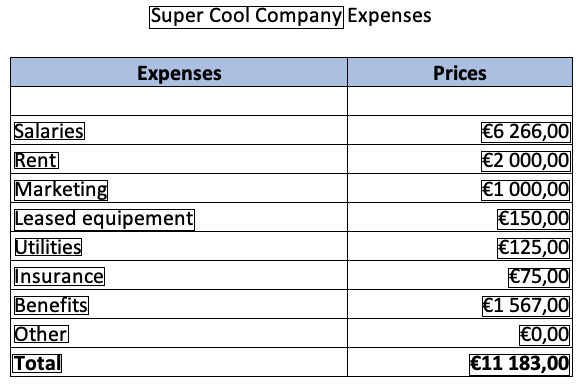 Super Cool Company Expenses
Expenses Prices
Salaries €6 266,00
Rent €2 000,00
Marketing €1 000,00
Leased equipement €150,00
Utilities €125,00
Insurance €75,00
Benefits €1 567,00
Other €0,00
Total €11 183,00